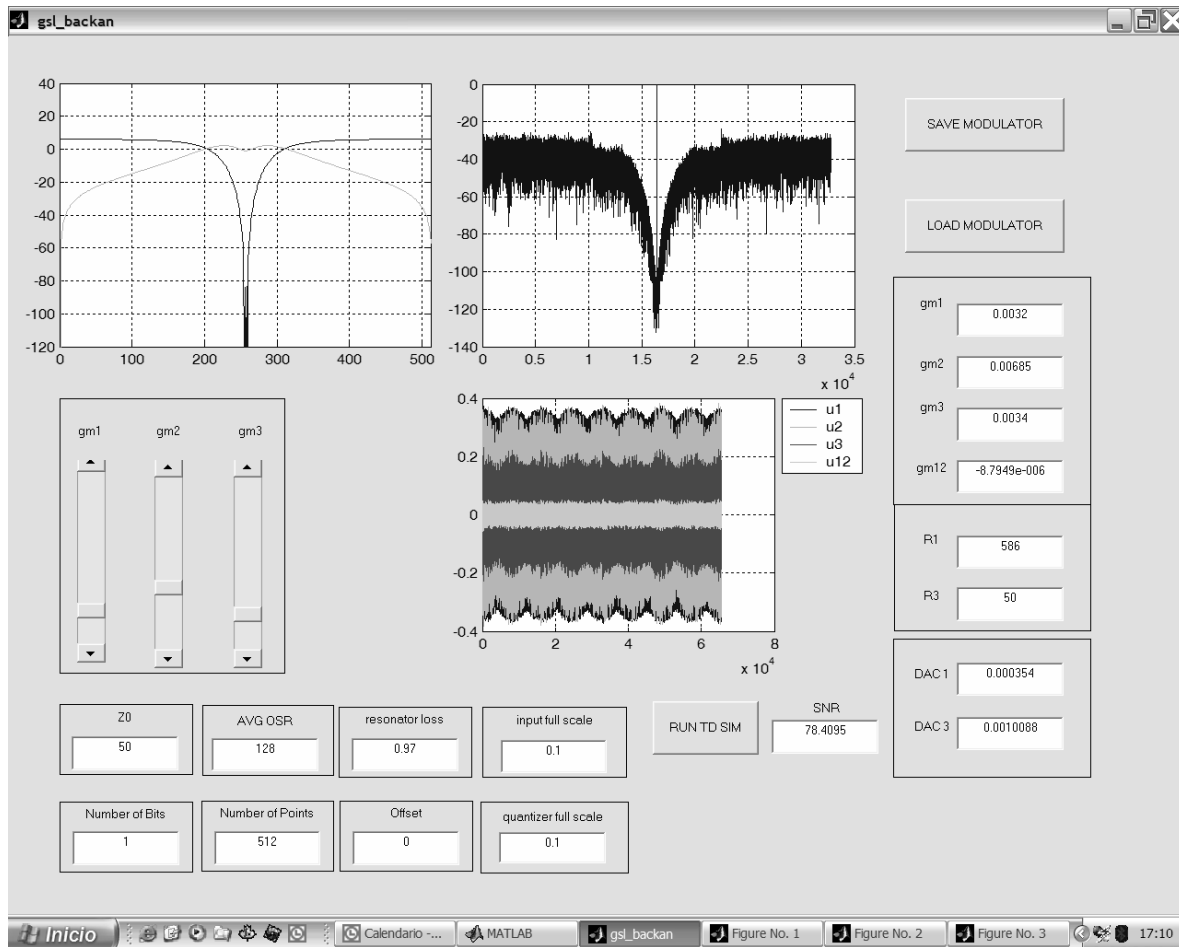 gsl_backan
40
20
0
-20
-40
-60
-80
-100
-120
0 100 200 300 400 500
0
-20
-40
-60
-80
-100
-120
-140
0 0.5 1 1.5 2 2.5 3 3.5
x 10^4
SAVE MODULATOR
LOAD MODULATOR
gm1 0.0032
gm2 0.00685
gm3 0.0034
gm12 -8.7949e-006
R1 586
R3 50
DAC 1 0.000354
DAC 3 0.0010088
gm1 gm2 gm3
0.4
0.2
0
-0.2
-0.4
0 2 4 6 8
x 10^4
u1
u2
u3
u12
Z0
50
AVG OSR
128
resonator loss
0.97
input full scale
0.1
RUN TD SIM
SNR
78.4095
Number of Bits
1
Number of Points
512
Offset
0
quantizer full scale
0.1
Inicio
Calendario -...
MATLAB
gsl_backan
Figure No. 1
Figure No. 2
Figure No. 3
17:10